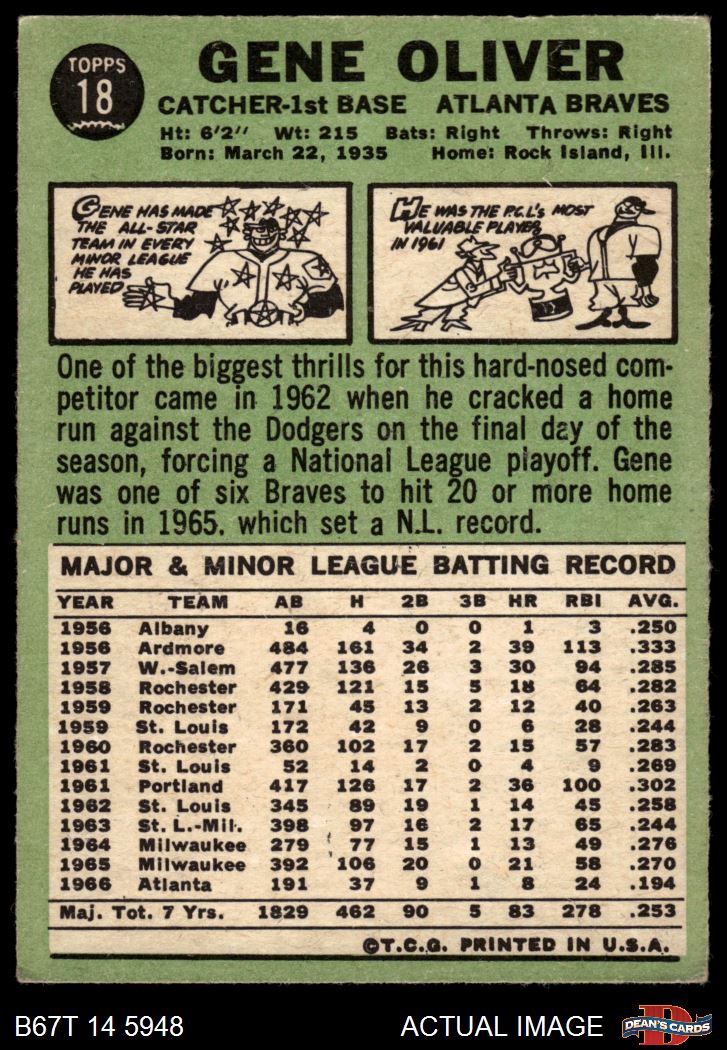 TOPPS
18
GENE OLIVER
CATCHER-1st BASE ATLANTA BRAVES
Ht: 6'2" Wt: 215 Bats: Right Throws: Right
Born: March 22, 1935 Home: Rock Island, Ill.
GENE HAS MADE
THE ALL-STAR
TEAM IN EVERY
MINOR LEAGUE
HE HAS
PLAYED
HE WAS THE P.C.L's MOST
VALUABLE PLAYER
IN 1961
One of the biggest thrills for this hard-nosed com-
petitor came in 1962 when he cracked a home
run against the Dodgers on the final day of the
season, forcing a National League playoff. Gene
was one of six Braves to hit 20 or more home
runs in 1965. which set a N.L. record.
MAJOR & MINOR LEAGUE BATTING RECORD
YEAR TEAM AB H 2B 3B HR RBI AVG.
1956 Albany 16 4 0 0 1 3 .250
1956 Ardmore 484 161 34 2 39 113 .333
1957 W.-Salem 477 136 26 3 30 94 .285
1958 Rochester 429 121 15 5 18 64 .282
1959 Rochester 171 45 13 2 12 40 .263
1959 St. Louis 172 42 9 0 6 28 .244
1960 Rochester 360 102 17 2 15 57 .283
1961 St. Louis 52 14 2 0 4 9 .269
1961 Portland 417 126 17 2 36 100 .302
1962 St. Louis 345 89 19 1 14 45 .258
1963 St. L.-Mil. 398 97 16 2 17 65 .244
1964 Milwaukee 279 77 15 1 13 49 .276
1965 Milwaukee 392 106 20 0 21 58 .270
1966 Atlanta 191 37 9 1 8 24 .194
Maj. Tot. 7 Yrs. 1829 462 90 5 83 278 .253
©T.C.G. PRINTED IN U.S.A.
B67T 14 5948 ACTUAL IMAGE
D
DEAN'S CARDS